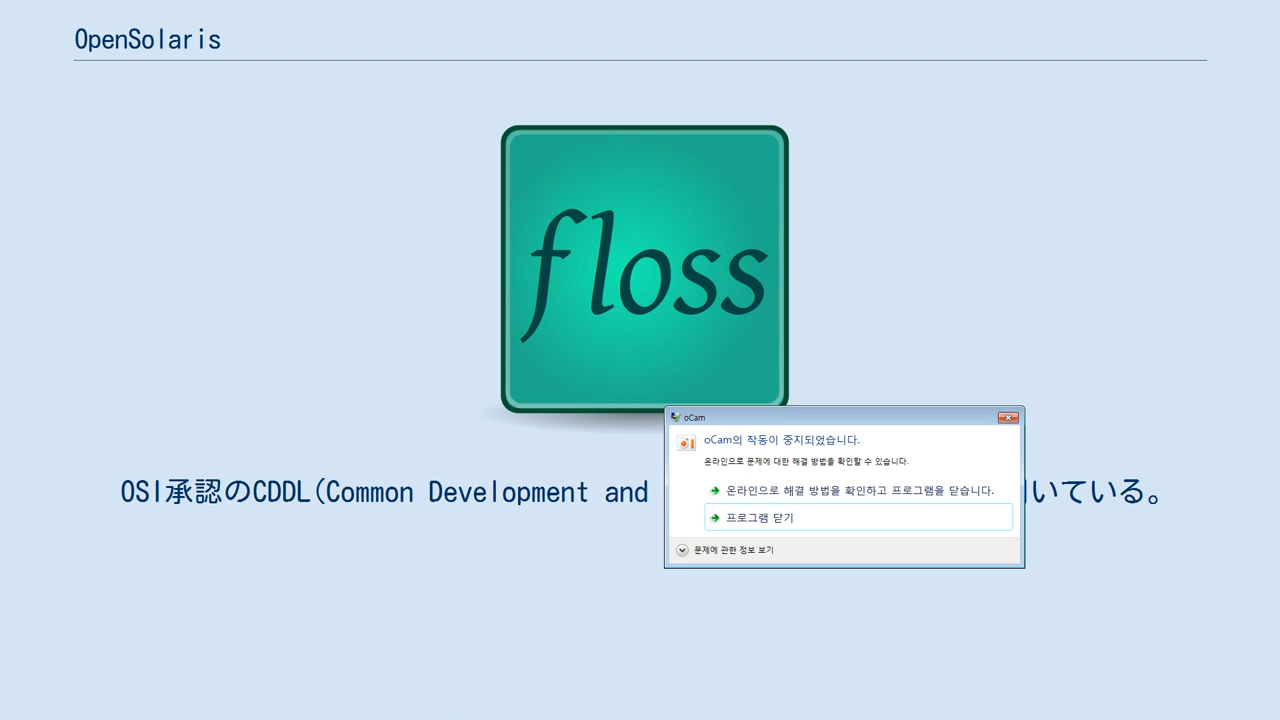 OpenSolaris
floss
OSI承認のCDDL(Common Development and
いている。
oCam
oCam의 작동이 중지되었습니다.
온라인으로 문제에 대한 해결 방법을 확인할 수 있습니다.
온라인으로 해결 방법을 확인하고 프로그램을 닫습니다.
프로그램 닫기
문제에 관한 정보 보기